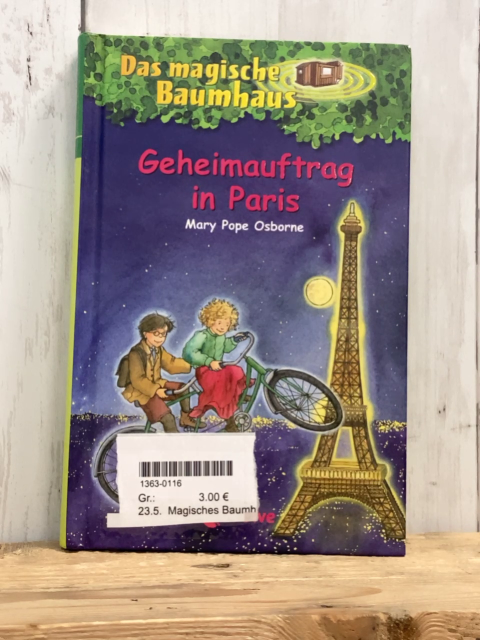 Das magische
Baumhaus
Geheimauftrag
in Paris
Mary Pope Osborne
1363-0116
Gr.: 3.00 €
23.5. Magisches Baumh